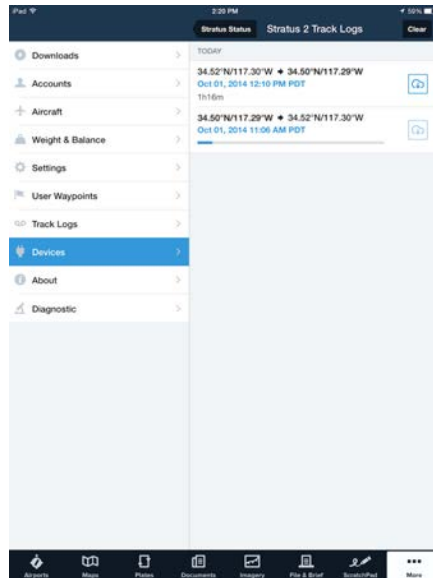 iPad
2:20 PM
59%
Stratus Status
Stratus 2 Track Logs
Clear
Downloads
Accounts
Aircraft
Weight & Balance
Settings
User Waypoints
Track Logs
Devices
About
Diagnostic
TODAY
34.52°N/117.30°W → 34.50°N/117.29°W
Oct 01, 2014 12:10 PM PDT
1h16m
34.50°N/117.29°W → 34.52°N/117.30°W
Oct 01, 2014 11:06 AM PDT
Airports
Maps
Plates
Documents
Imagery
File & Brief
ScratchPad
More